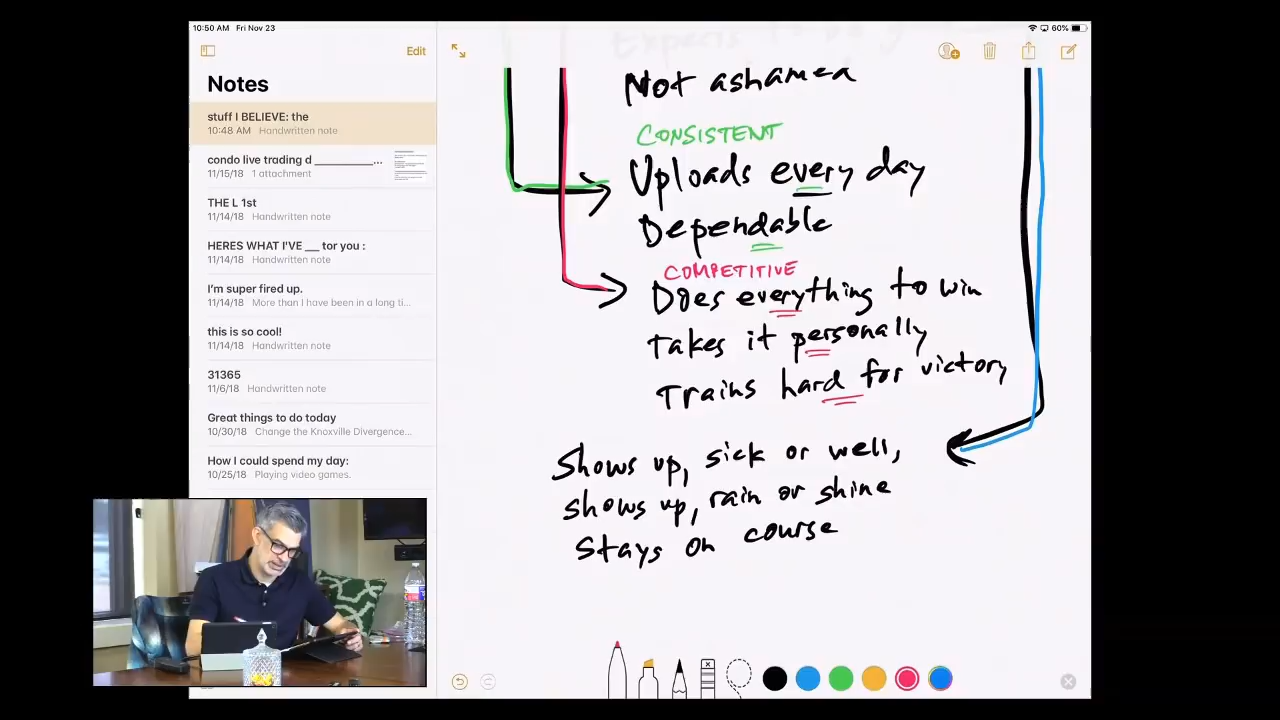 10:50 AM Fri Nov 23
60%
Edit
Notes
stuff I BELIEVE: the
10:48 AM Handwritten note
condo live trading d ___________...
11/15/18 1 attachment
THE L 1st
11/14/18 Handwritten note
HERES WHAT I'VE ___ tor you :
11/14/18 Handwritten note
I'm super fired up.
11/14/18 More than I have been in a long ti...
this is so cool!
11/14/18 Handwritten note
31365
11/6/18 Handwritten note
Great things to do today
10/30/18 Change the Knoxville Divergence...
How I could spend my day:
10/25/18 Playing video games.
Not ashamed
CONSISTENT
Uploads every day
Dependable
COMPETITIVE
Does everything to win
takes it personally
Trains hard for victory
Shows up, sick or well,
shows up, rain or shine
Stays on course